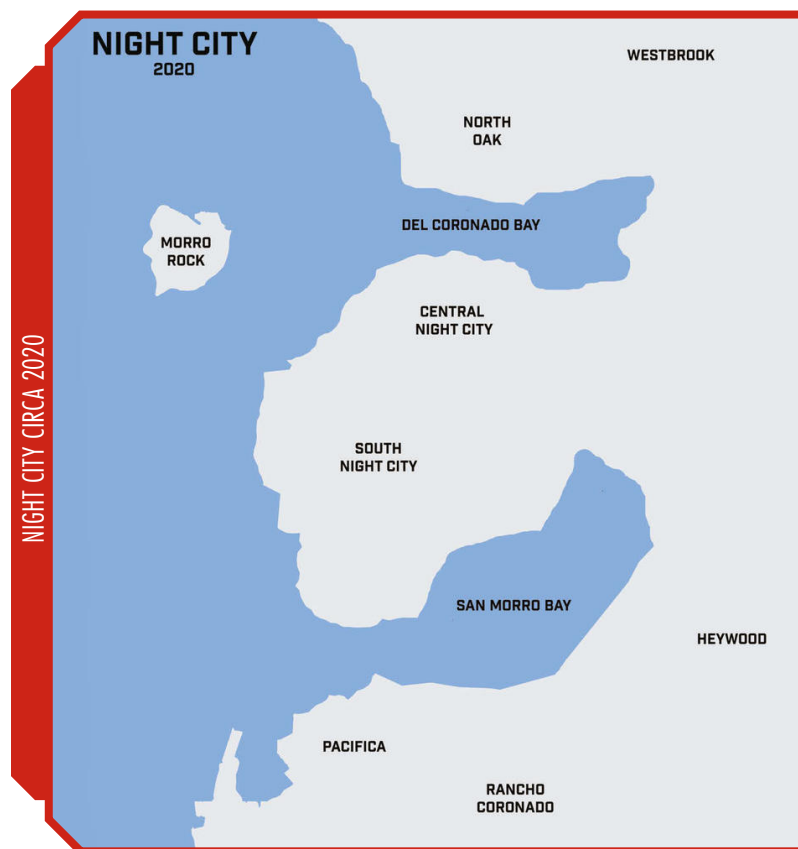 NIGHT CITY
2020
WESTBROOK
NORTH
OAK
DEL CORONADO BAY
MORRO
ROCK
CENTRAL
NIGHT CITY
NIGHT CITY CIRCA 2020
SOUTH
NIGHT CITY
SAN MORRO BAY
HEYWOOD
PACIFICA
RANCHO
CORONADO